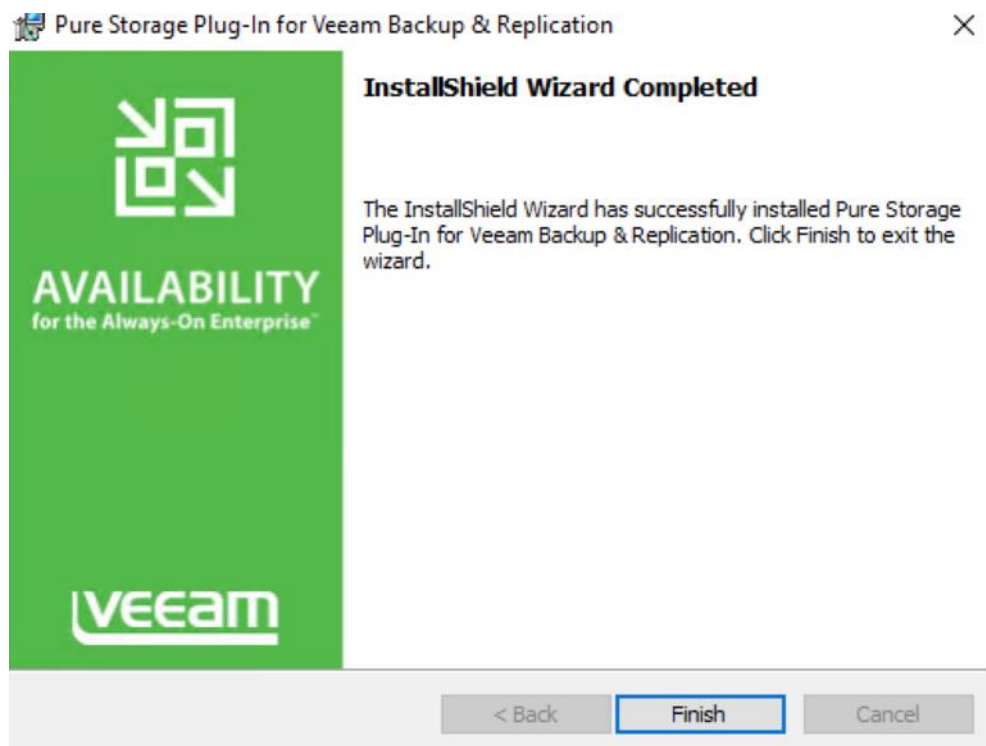 Pure Storage Plug-In for Veeam Backup & Replication
InstallShield Wizard Completed
The InstallShield Wizard has successfully installed Pure Storage
Plug-In for Veeam Backup & Replication. Click Finish to exit the
wizard.
AVAILABILITY
for the Always-On Enterprise™
veeam
< Back
Finish
Cancel